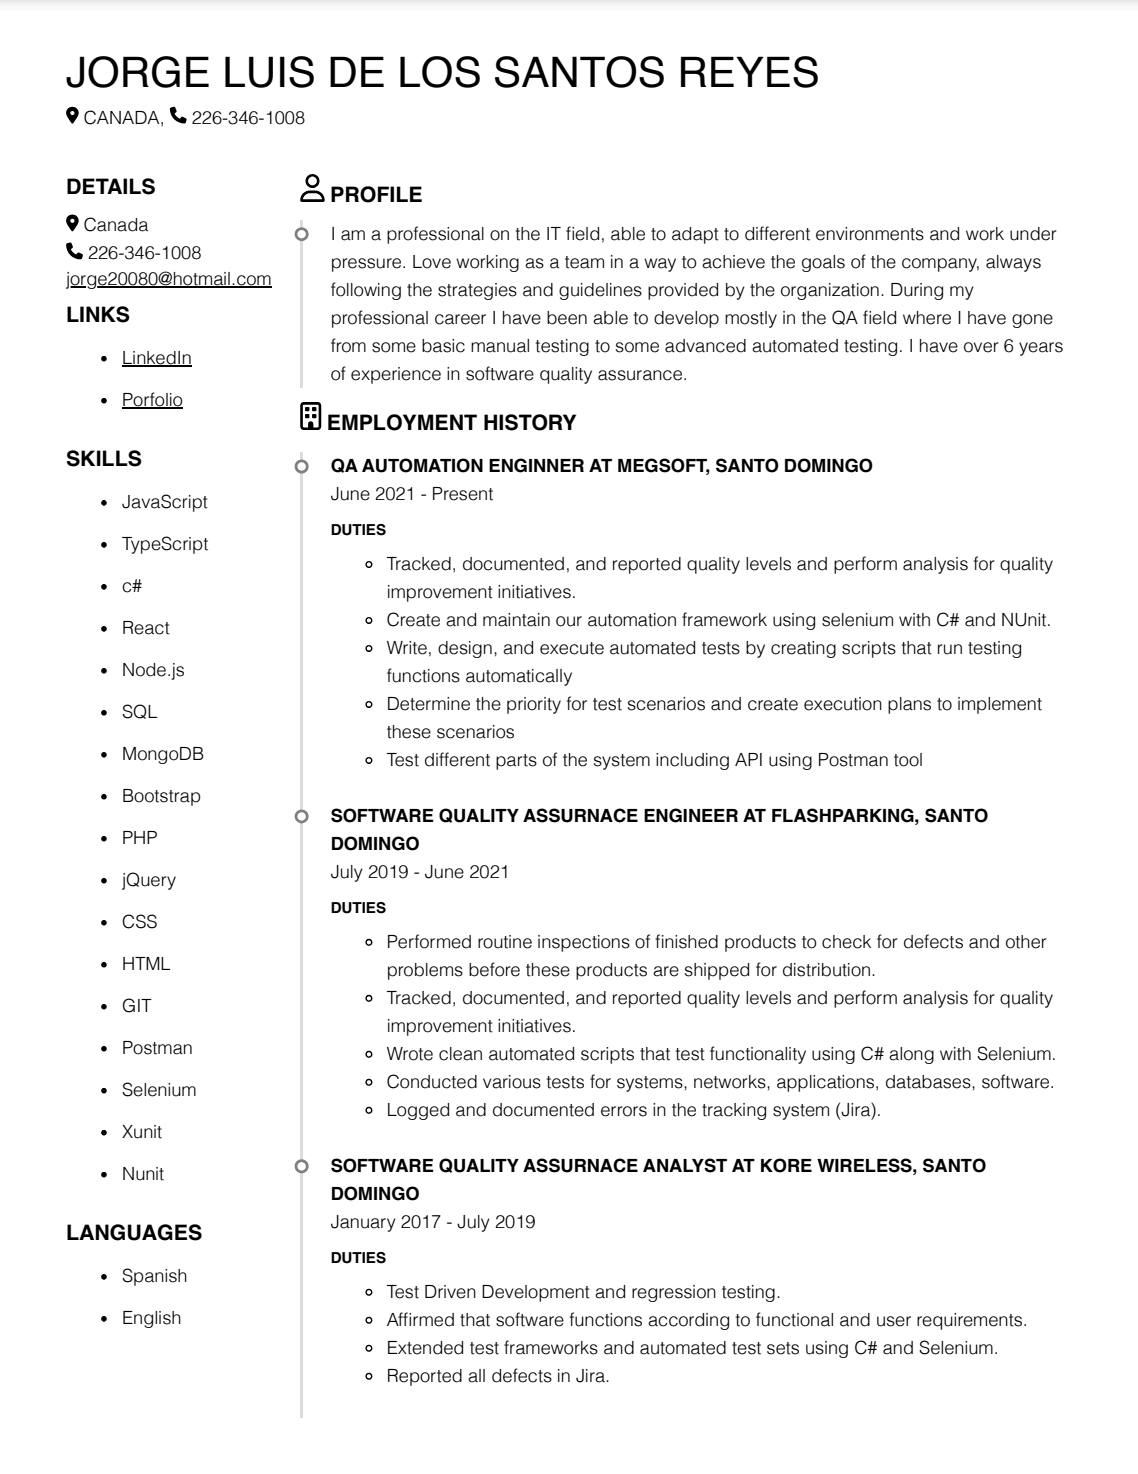 JORGE LUIS DE LOS SANTOS REYES
CANADA, 226-346-1008
DETAILS
Canada
226-346-1008
jorge20080@hotmail.com
LINKS
LinkedIn
Porfolio
SKILLS
JavaScript
TypeScript
c#
React
Node.js
SQL
MongoDB
Bootstrap
PHP
jQuery
CSS
HTML
GIT
Postman
Selenium
Xunit
Nunit
LANGUAGES
Spanish
English
PROFILE
I am a professional on the IT field, able to adapt to different environments and work under
pressure. Love working as a team in a way to achieve the goals of the company, always
following the strategies and guidelines provided by the organization. During my
professional career I have been able to develop mostly in the QA field where I have gone
from some basic manual testing to some advanced automated testing. I have over 6 years
of experience in software quality assurance.
EMPLOYMENT HISTORY
QA AUTOMATION ENGINNER AT MEGSOFT, SANTO DOMINGO
June 2021 - Present
DUTIES
Tracked, documented, and reported quality levels and perform analysis for quality
improvement initiatives.
Create and maintain our automation framework using selenium with C# and NUnit.
Write, design, and execute automated tests by creating scripts that run testing
functions automatically
Determine the priority for test scenarios and create execution plans to implement
these scenarios
Test different parts of the system including API using Postman tool
SOFTWARE QUALITY ASSURNACE ENGINEER AT FLASHPARKING, SANTO
DOMINGO
July 2019 - June 2021
DUTIES
Performed routine inspections of finished products to check for defects and other
problems before these products are shipped for distribution.
Tracked, documented, and reported quality levels and perform analysis for quality
improvement initiatives.
Wrote clean automated scripts that test functionality using C# along with Selenium.
Conducted various tests for systems, networks, applications, databases, software.
Logged and documented errors in the tracking system (Jira).
SOFTWARE QUALITY ASSURNACE ANALYST AT KORE WIRELESS, SANTO
DOMINGO
January 2017 - July 2019
DUTIES
Test Driven Development and regression testing.
Affirmed that software functions according to functional and user requirements.
Extended test frameworks and automated test sets using C# and Selenium.
Reported all defects in Jira.